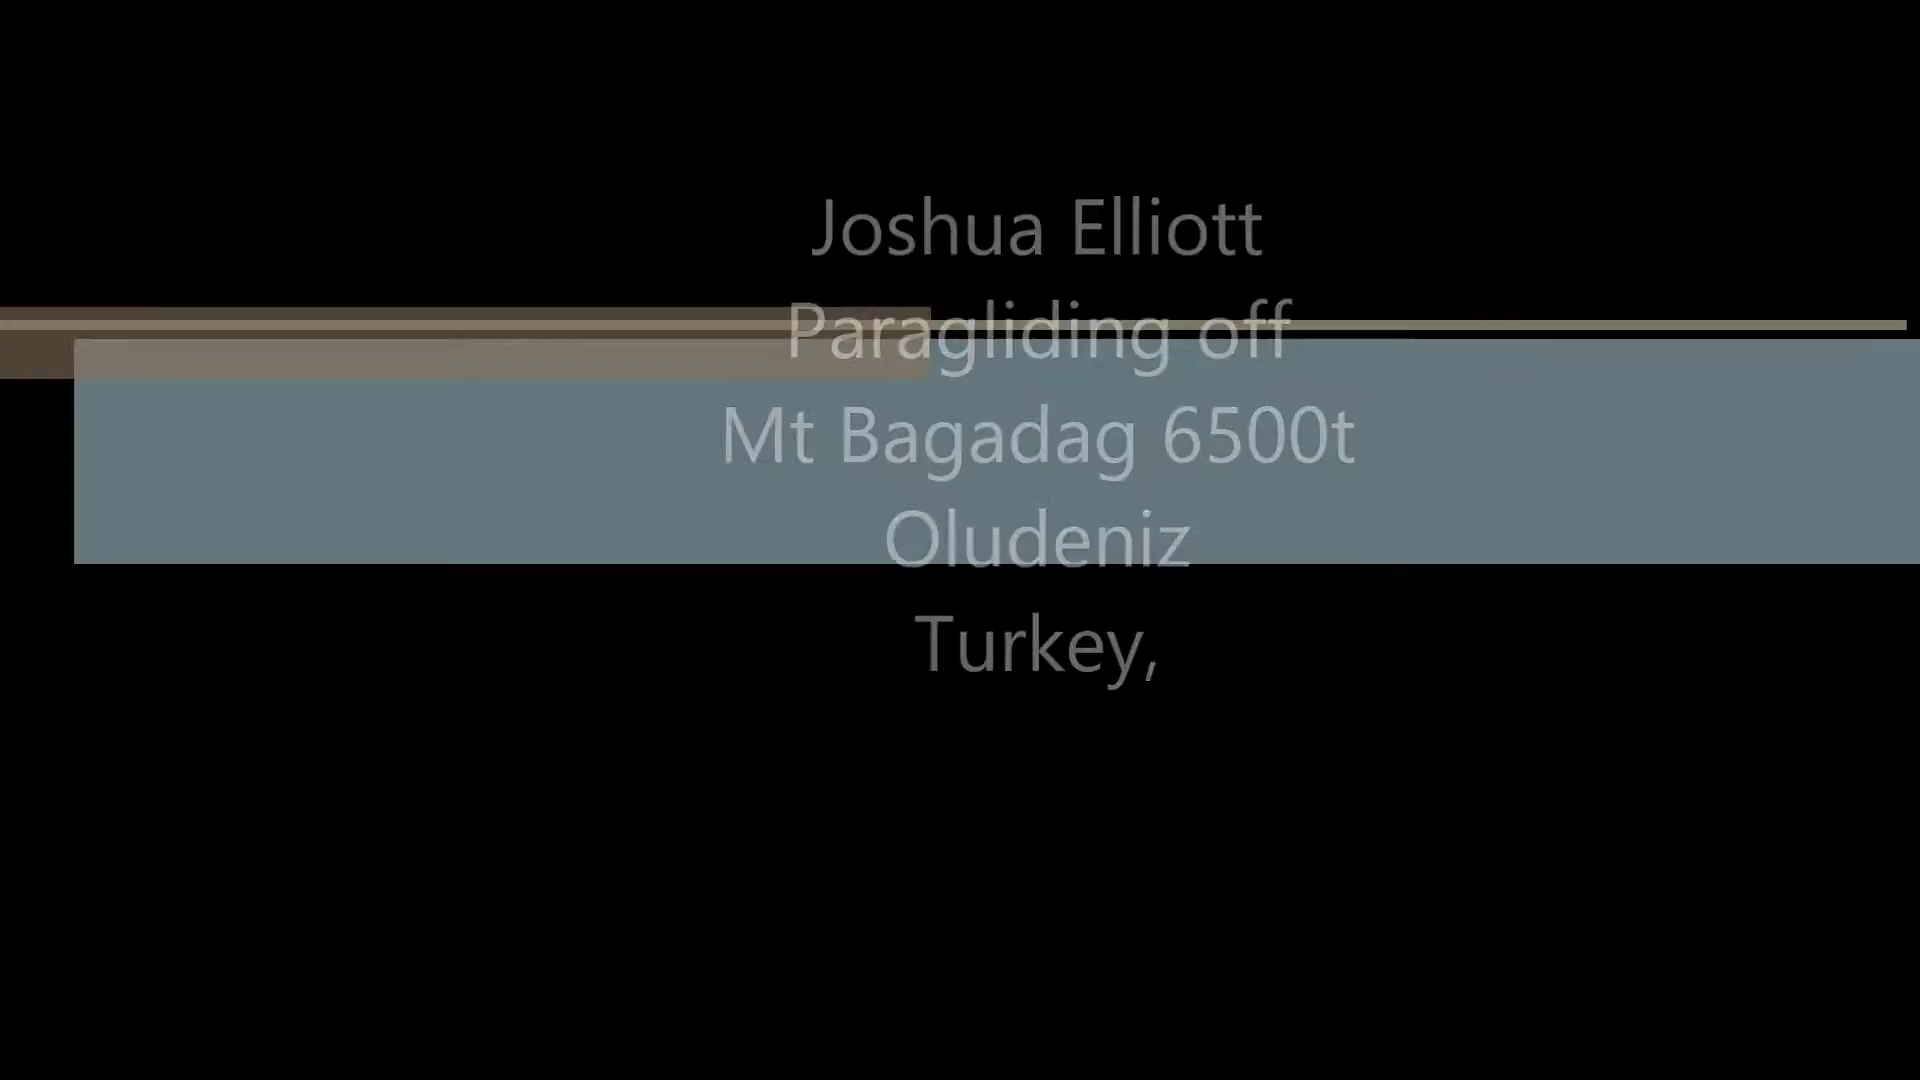 Joshua Elliott
Paragliding off
Mt Bagadag 6500t
Oludeniz
Turkey,